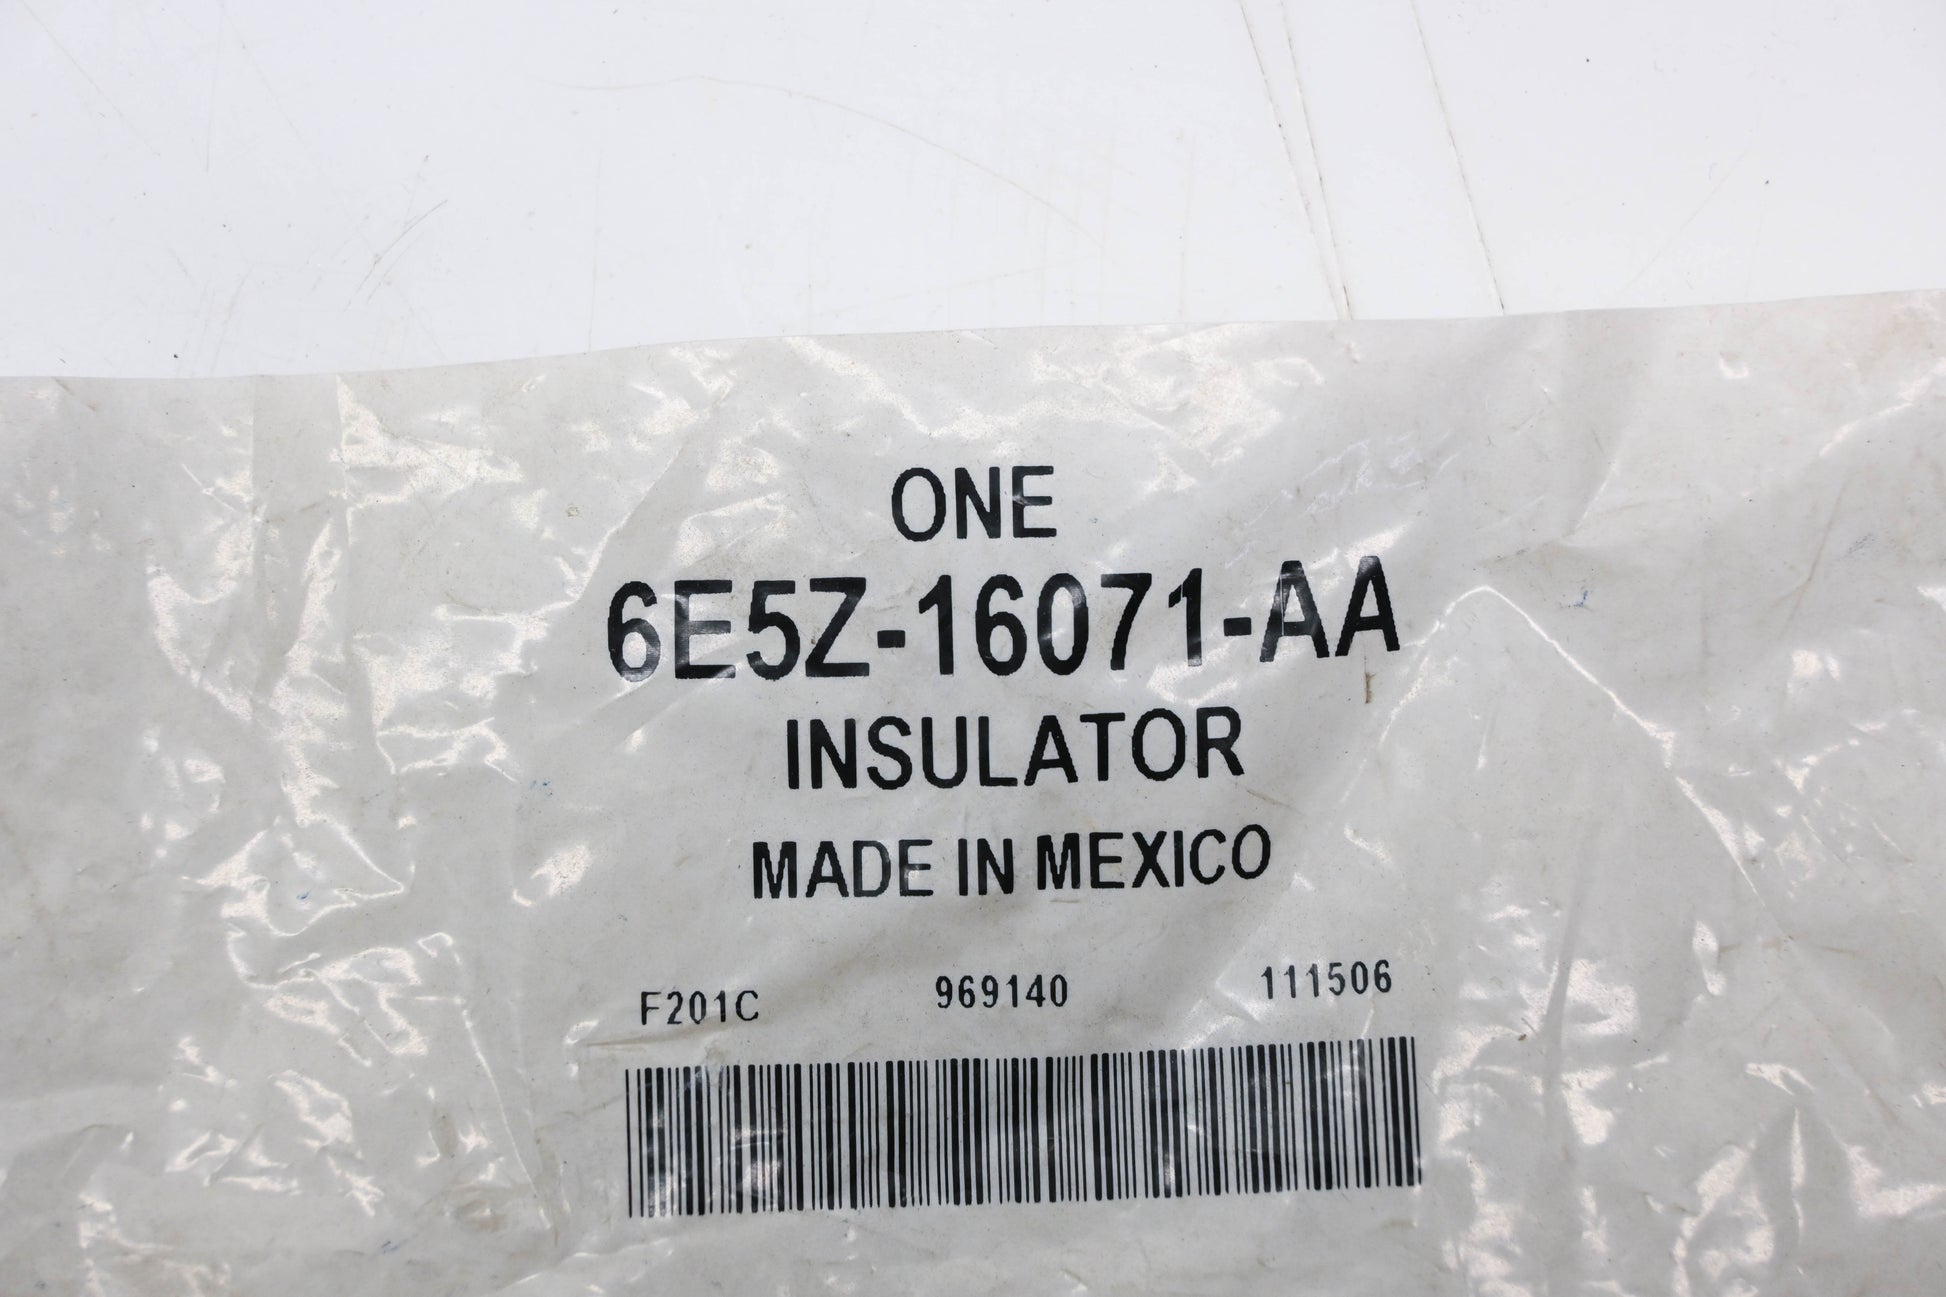 ONE
6E5Z-16071-AA
INSULATOR
MADE IN MEXICO
F201C 969140 111506